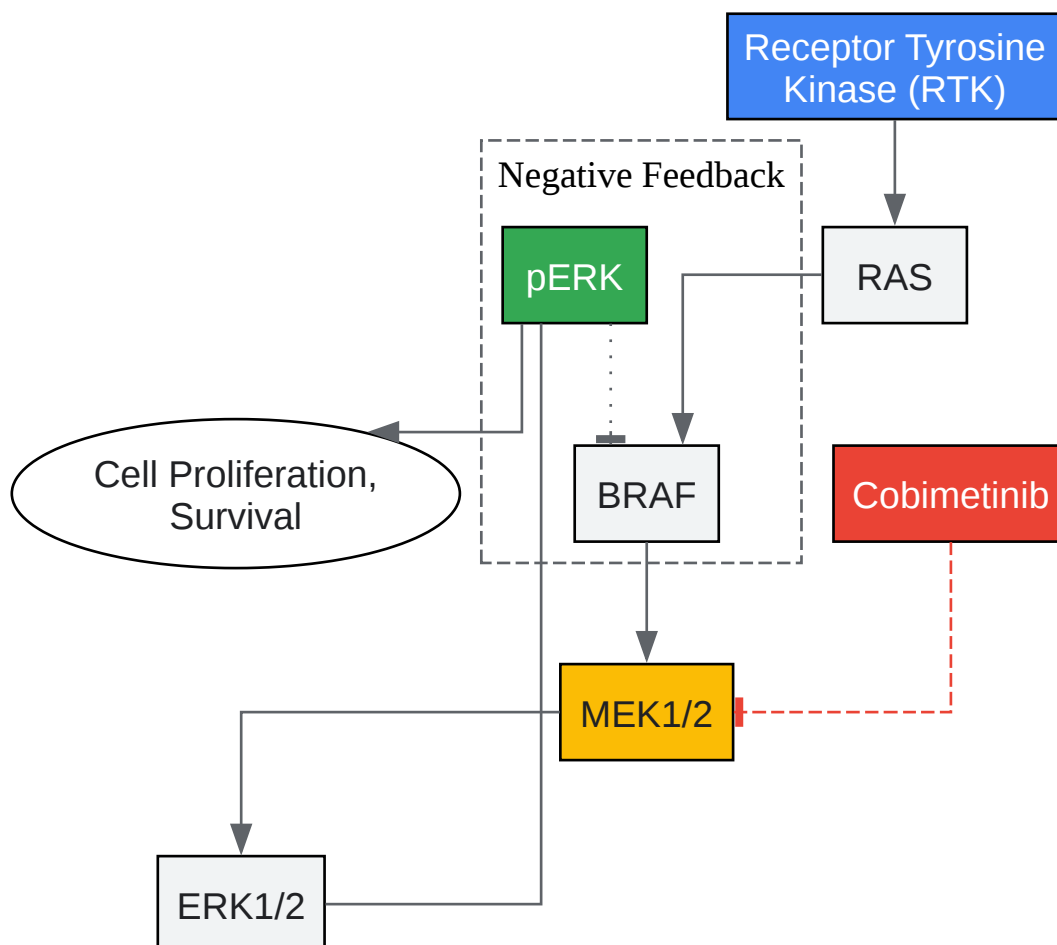 Receptor Tyrosine
Kinase (RTK)
Negative Feedback
pERK
RAS
Cell Proliferation,
Survival
BRAF
Cobimetinib
MEK1/2
ERK1/2